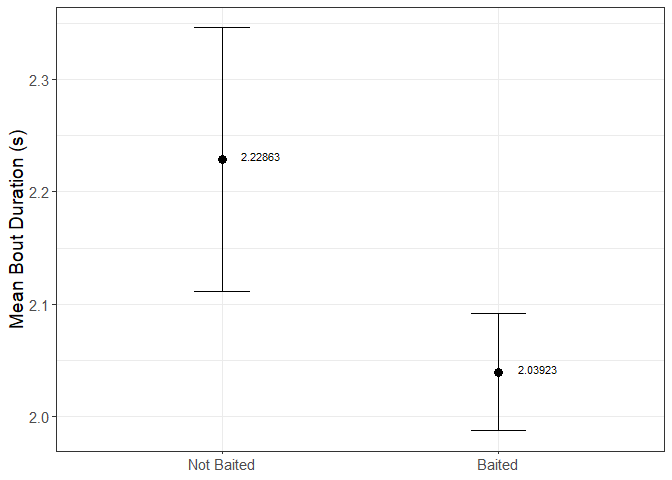 Mean Bout Duration (s)
2.3
2.2
2.1
2.0
2.22863
2.03923
Not Baited
Baited